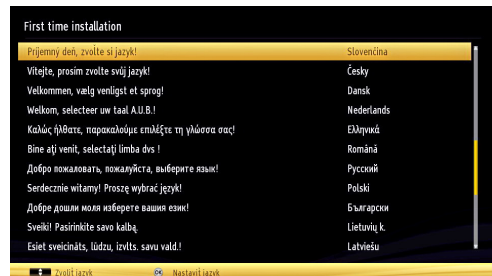 First time installation
Príjemný deň, zvoľte si jazyk! Slovenčina
Vítejte, prosím zvolte svůj jazyk! Česky
Velkommen, vælg venligst et sprog! Dansk
Welkom, selecteer uw taal A.U.B.! Nederlands
Καλώς ήλθατε, παρακαλούμε επιλέξτε τη γλώσσα σας! Ελληνικά
Bine aţi venit, selectaţi limba dvs ! Română
Добро пожаловать, пожалуйста, выберите язык! Русский
Serdecznie witamy! Proszę wybrać język! Polski
Добре дошли моля изберете вашия език! Български
Sveiki! Pasirinkite savo kalbą. Lietuvių k.
Esiet sveicināts, lūdzu, izvlts. savu vald.! Latviešu
Zvoliť jazyk OK Nastaviť jazyk